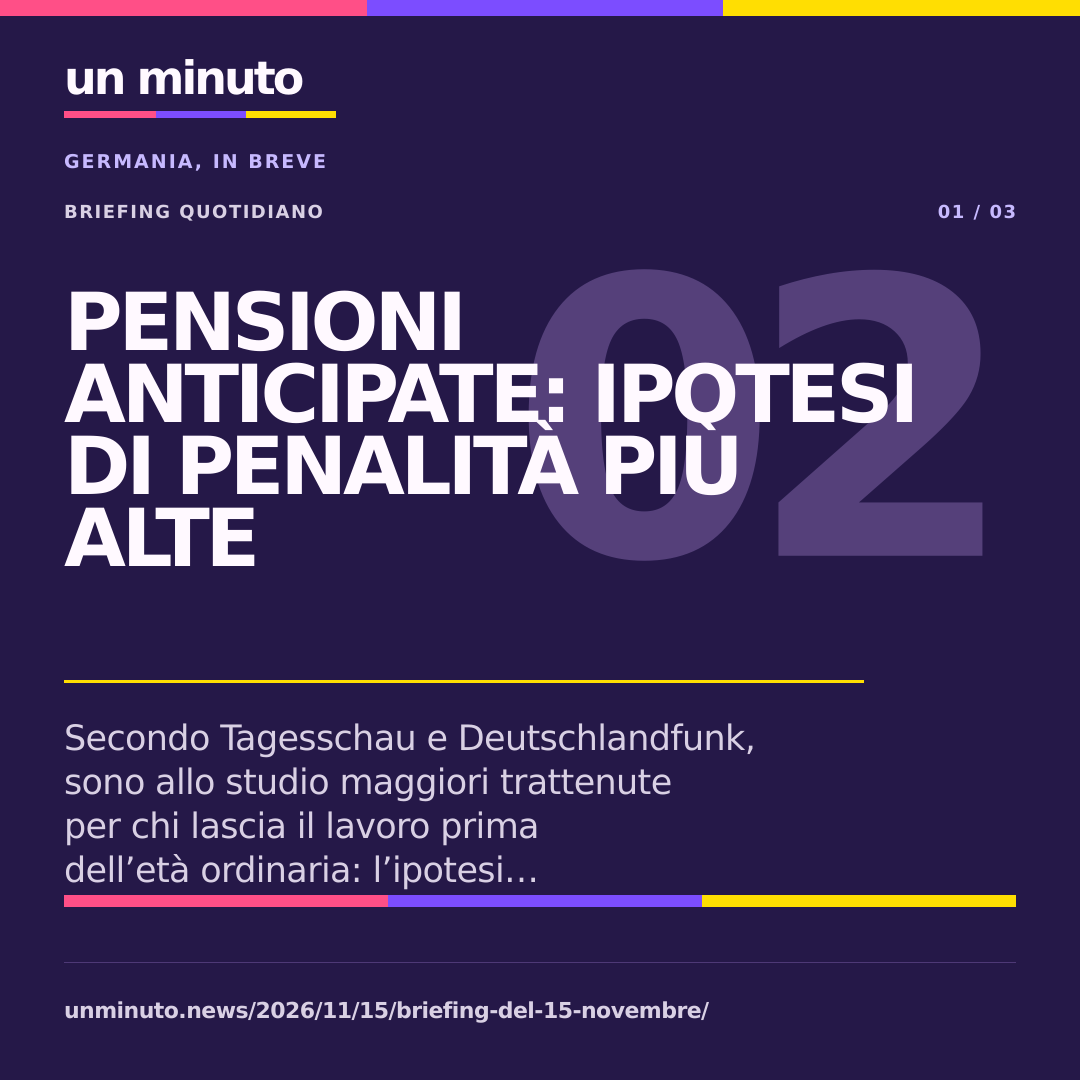 un minuto
GERMANIA, IN BREVE
BRIEFING QUOTIDIANO
01 / 03
02
PENSIONI
ANTICIPATE: IPOTESI
DI PENALITÀ PIÙ
ALTE
Secondo Tagesschau e Deutschlandfunk,
sono allo studio maggiori trattenute
per chi lascia il lavoro prima
dell’età ordinaria: l’ipotesi…
unminuto.news/2026/11/15/briefing-del-15-novembre/